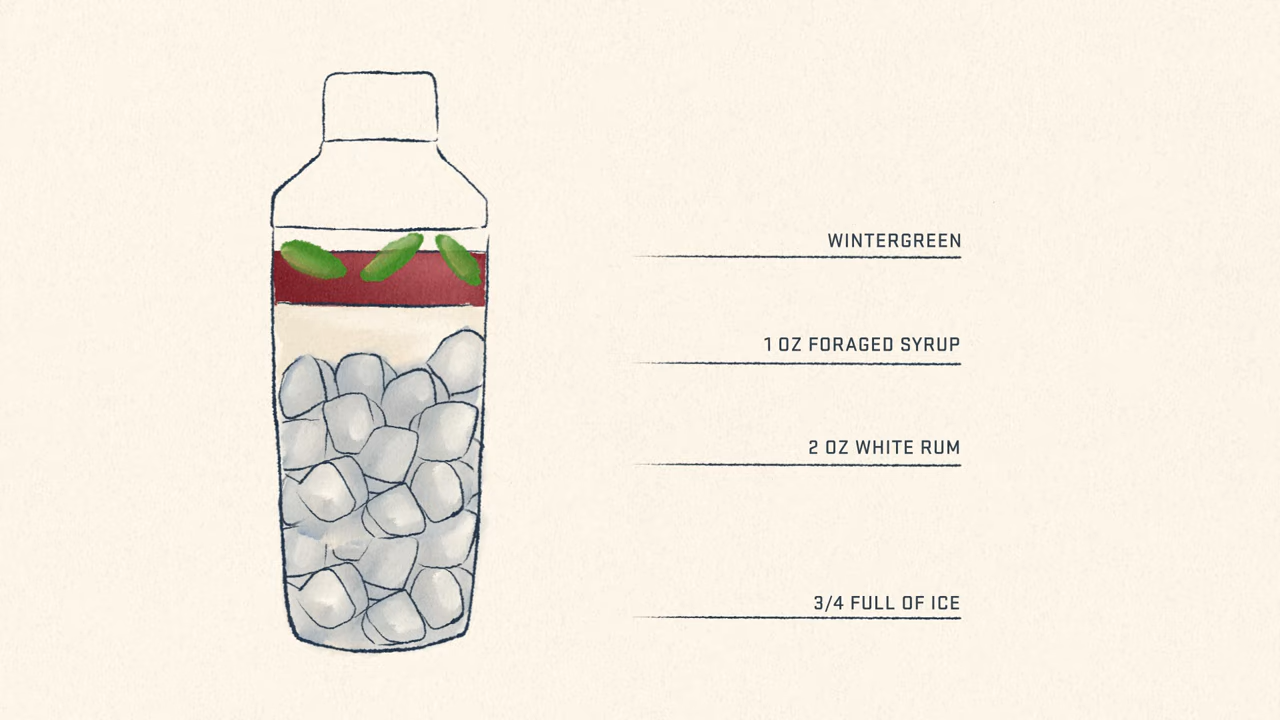 WINTERGREEN
1 OZ FORAGED SYRUP
2 OZ WHITE RUM
3/4 FULL OF ICE